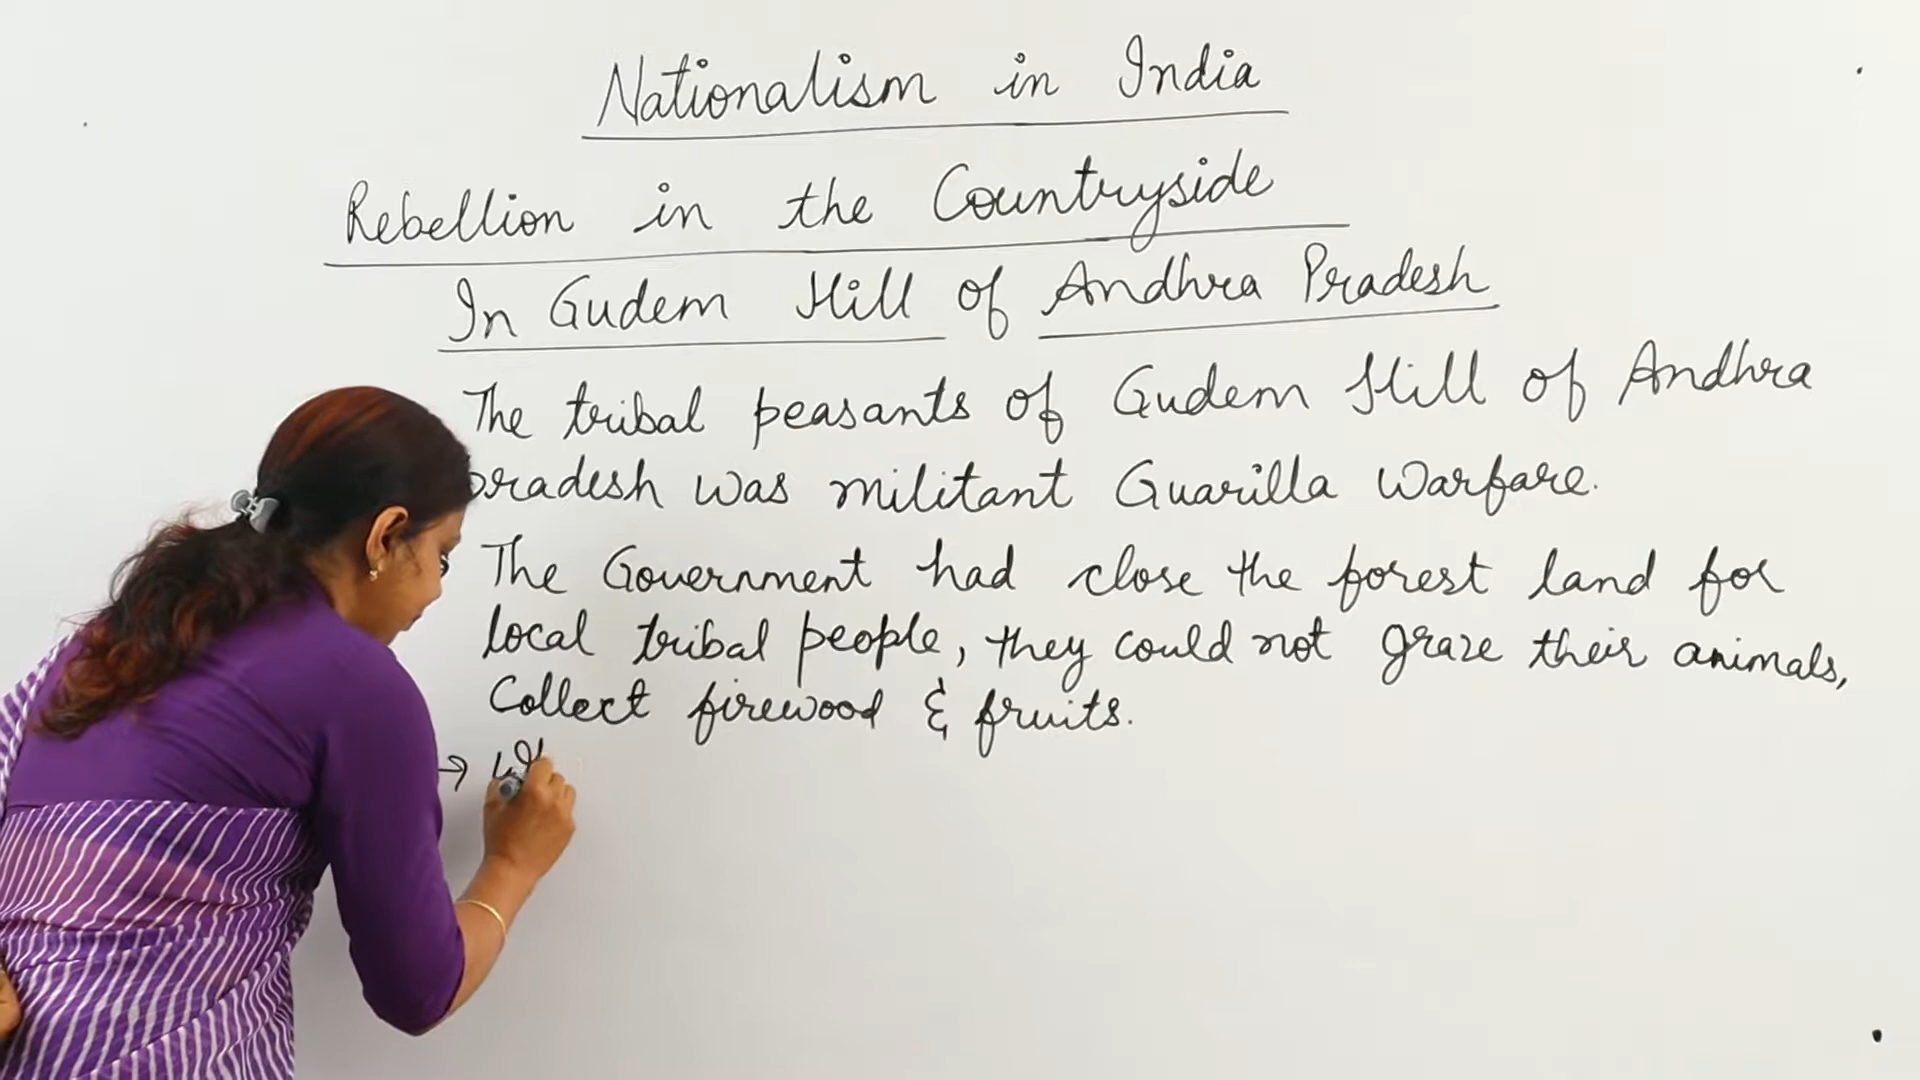 Nationalism in India
Rebellion in the Countryside
In Gudem Hill of Andhra Pradesh
The tribal peasants of Gudem Hill of Andhra
pradesh was militant Guarilla Warfare.
The Government had close the forest land for
local tribal people, they could not graze their animals,
Collect firewood & fruits.
→